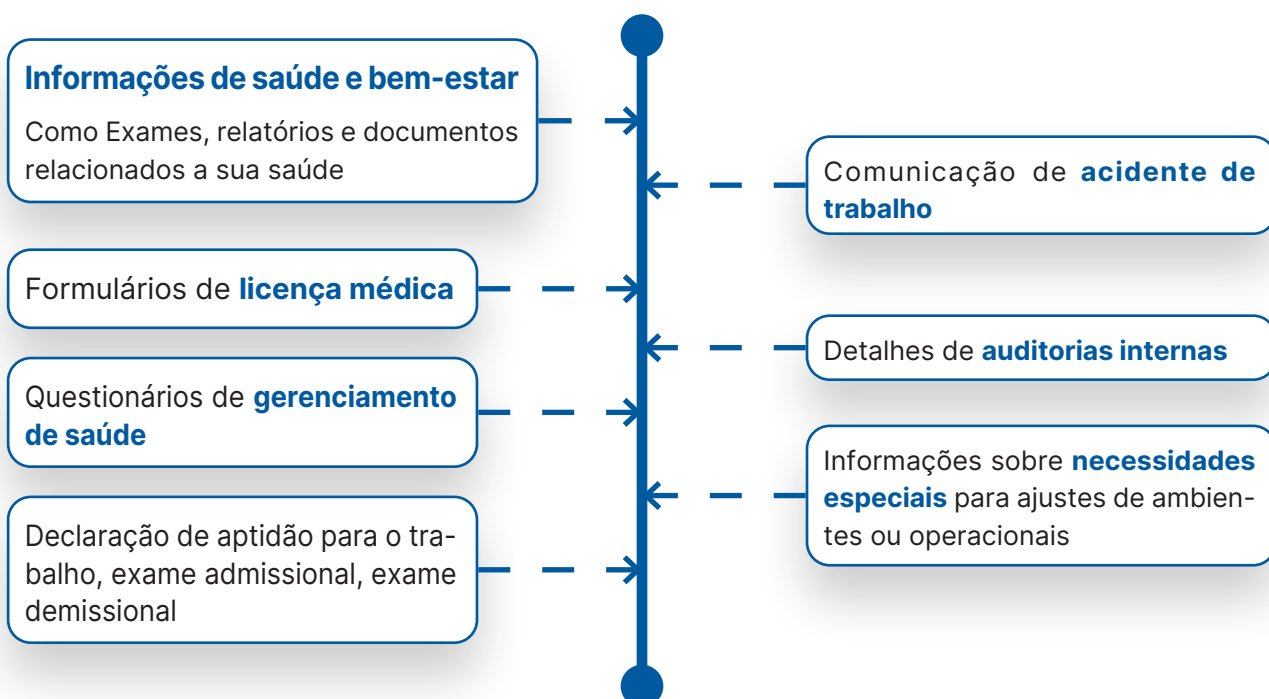 Informações de saúde e bem-estar
Como Exames, relatórios e documentos
relacionados a sua saúde
Comunicação de acidente de
trabalho
Formulários de licença médica
Detalhes de auditorias internas
Questionários de gerenciamento
de saúde
Informações sobre necessidades
especiais para ajustes de ambien-
tes ou operacionais
Declaração de aptidão para o tra-
balho, exame admissional, exame
demissional